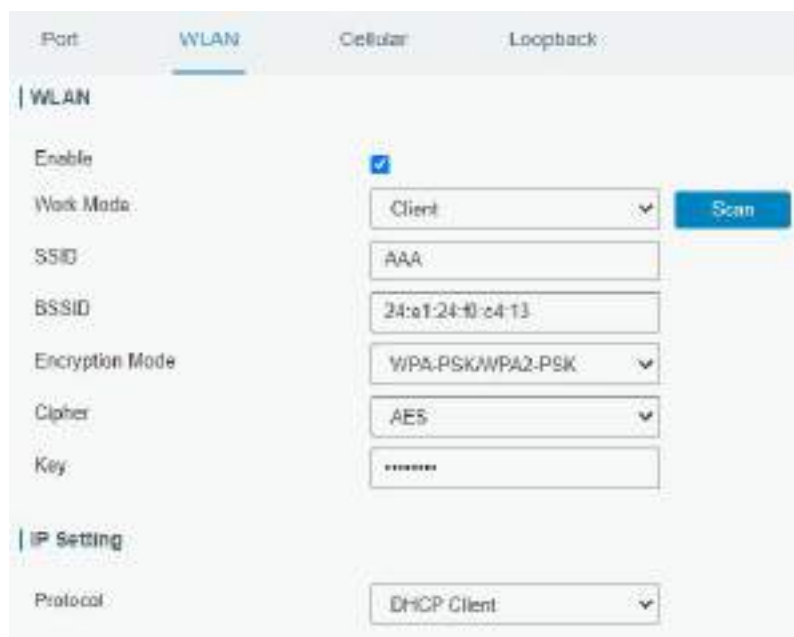 Port WLAN Cellular Loopback
WLAN
Enable
Work Mode Client Scan
SSID AAA
BSSID 24:e1:24:f0:c4:13
Encryption Mode WPA-PSK/WPA2-PSK
Cipher AES
Key ••••••••
IP Setting
Protocol DHCP Client